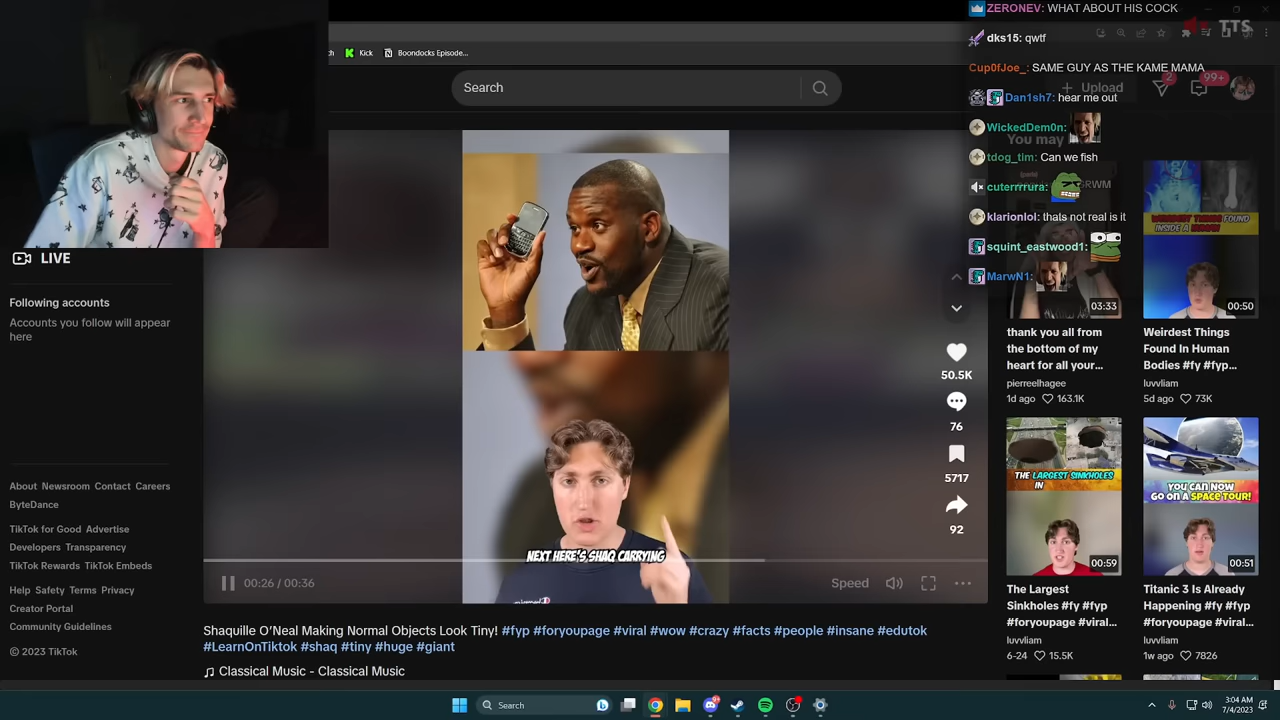 ZERONEV: WHAT ABOUT HIS COCK
TTS
dks15: qwtf
Cup0fJoe_: SAME GUY AS THE KAME MAMA
Dan1sh7: hear me out
WickedDem0n:
tdog_tim: Can we fish
cuterrrura:
klarionlol: thats not real is it
squint_eastwood1:
MarwN1:
Kick
Boondocks Episode...
Search
Upload
2
99+
You may
LIVE
Following accounts
Accounts you follow will appear
here
About Newsroom Contact Careers
ByteDance
TikTok for Good Advertise
Developers Transparency
TikTok Rewards TikTok Embeds
Help Safety Terms Privacy
Creator Portal
Community Guidelines
© 2023 TikTok
NEXT HERE'S SHAQ CARRYING
00:26 / 00:36
Speed
50.5K
76
5717
92
Shaquille O'Neal Making Normal Objects Look Tiny! #fyp #foryoupage #viral #wow #crazy #facts #people #insane #edutok
#LearnOnTiktok #shaq #tiny #huge #giant
Classical Music - Classical Music
GRWM
03:33
thank you all from
the bottom of my
heart for all your...
pierreelhagee
1d ago 163.1K
WEIRDEST THINGS FOUND
INSIDE A
00:50
Weirdest Things
Found In Human
Bodies #fy #fyp...
luvvliam
5d ago 73K
THE LARGEST SINKHOLES
IN
00:59
The Largest
Sinkholes #fy #fyp
#foryoupage #viral...
luvvliam
6-24 15.5K
YOU CAN NOW
GO ON A SPACE TOUR!
00:51
Titanic 3 Is Already
Happening #fy #fyp
#foryoupage #viral...
luvvliam
1w ago 7826
Search
3:04 AM
7/4/2023